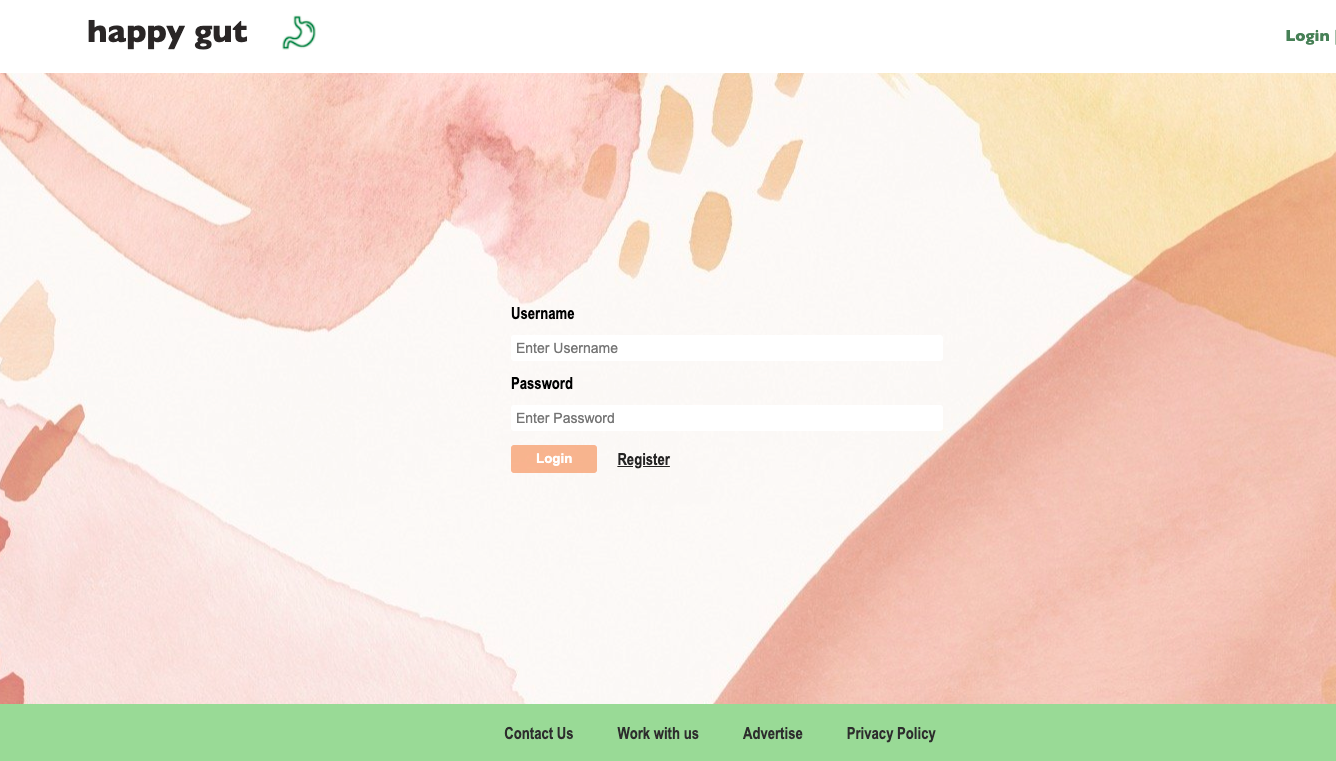 happy gut
Login |
Username
Enter Username
Password
Enter Password
Login Register
Contact Us Work with us Advertise Privacy Policy